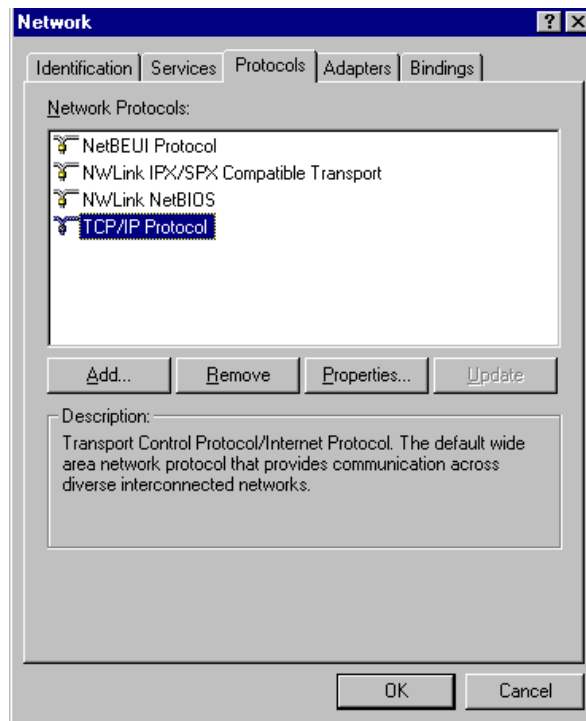 Network
Identification Services Protocols Adapters Bindings
Network Protocols:
NetBEUI Protocol
NWLink IPX/SPX Compatible Transport
NWLink NetBIOS
TCP/IP Protocol
Add... Remove Properties... Update
Description:
Transport Control Protocol/Internet Protocol. The default wide
area network protocol that provides communication across
diverse interconnected networks.
OK Cancel